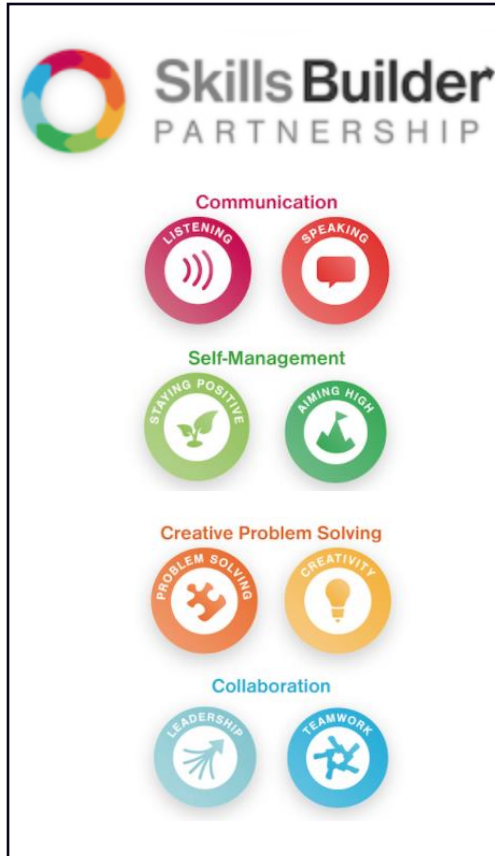 Skills Builder
PARTNERSHIP
Communication
LISTENING
SPEAKING
Self-Management
STAYING POSITIVE
AIMING HIGH
Creative Problem Solving
PROBLEM SOLVING
CREATIVITY
Collaboration
LEADERSHIP
TEAMWORK